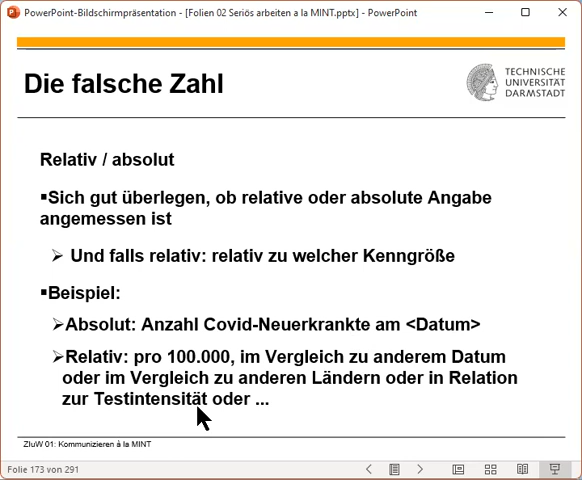 PowerPoint-Bildschirmpräsentation - [Folien 02 Seriös arbeiten a la MINT.pptx] - PowerPoint
Die falsche Zahl
TECHNISCHE
UNIVERSITÄT
DARMSTADT
Relativ / absolut
▪Sich gut überlegen, ob relative oder absolute Angabe
angemessen ist
➢ Und falls relativ: relativ zu welcher Kenngröße
▪Beispiel:
➢Absolut: Anzahl Covid-Neuerkrankte am <Datum>
➢Relativ: pro 100.000, im Vergleich zu anderem Datum
oder im Vergleich zu anderen Ländern oder in Relation
zur Testintensität oder ...
ZIuW 01: Kommunizieren à la MINT
Folie 173 von 291